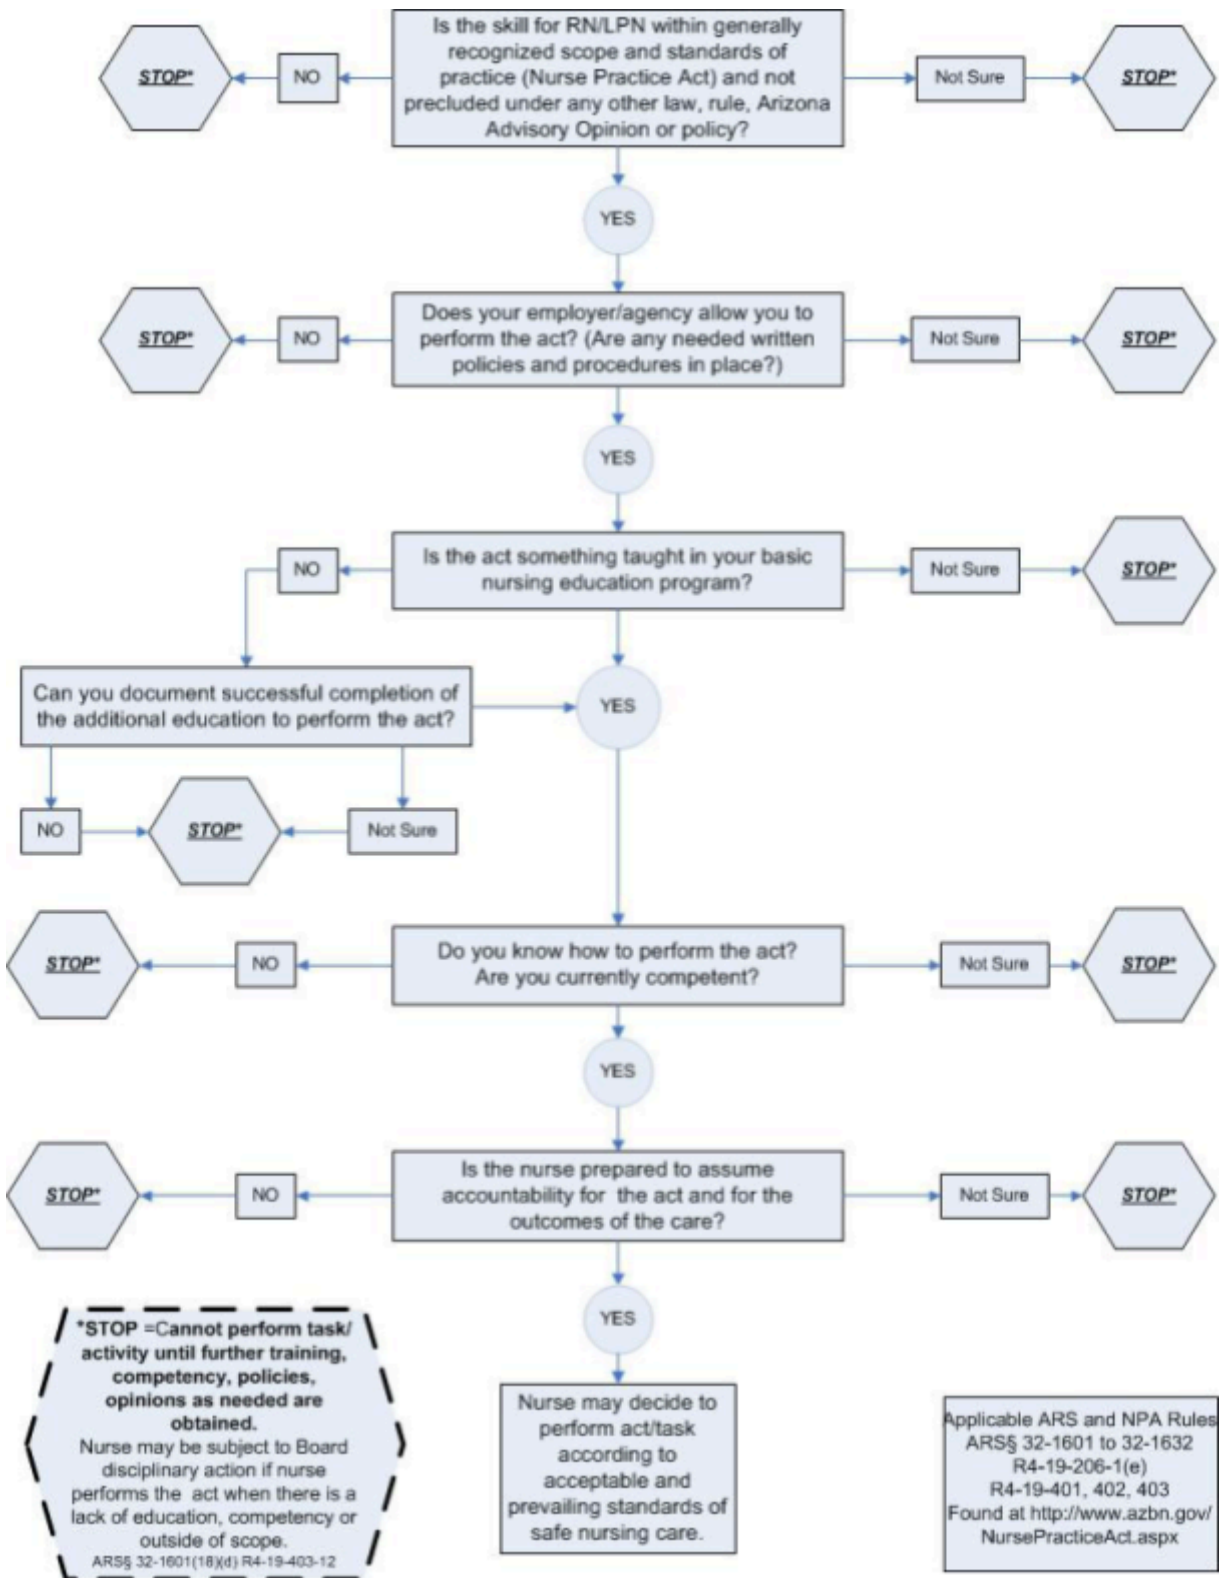 Is the skill for RN/LPN within generally
recognized scope and standards of
practice (Nurse Practice Act) and not
precluded under any other law, rule, Arizona
Advisory Opinion or policy?
STOP*
NO
Not Sure
STOP*
YES
Does your employer/agency allow you to
perform the act? (Are any needed written
policies and procedures in place?)
STOP*
NO
Not Sure
STOP*
YES
Is the act something taught in your basic
nursing education program?
NO
Not Sure
STOP*
Can you document successful completion of
the additional education to perform the act?
YES
NO
STOP*
Not Sure
Do you know how to perform the act?
Are you currently competent?
STOP*
NO
Not Sure
STOP*
YES
Is the nurse prepared to assume
accountability for the act and for the
outcomes of the care?
STOP*
NO
Not Sure
STOP*
YES
*STOP =Cannot perform task/
activity until further training,
competency, policies,
opinions as needed are
obtained.
Nurse may be subject to Board
disciplinary action if nurse
performs the act when there is a
lack of education, competency or
outside of scope.
ARS§ 32-1601(18)(d) R4-19-403-12
Nurse may decide to
perform act/task
according to
acceptable and
prevailing standards of
safe nursing care.
Applicable ARS and NPA Rules
ARS§ 32-1601 to 32-1632
R4-19-206-1(e)
R4-19-401, 402, 403
Found at http://www.azbn.gov/
NursePracticeAct.aspx